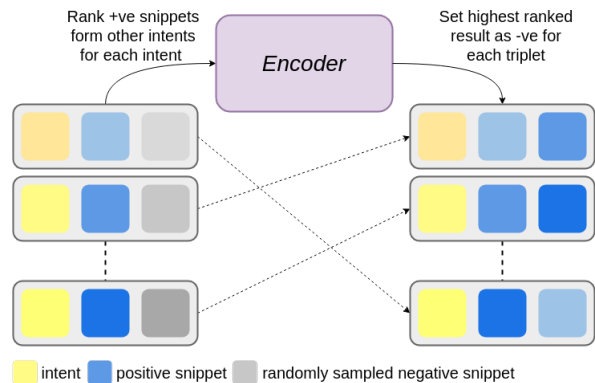 Rank +ve snippets
form other intents
for each intent
Encoder
Set highest ranked
result as -ve for
each triplet
intent
positive snippet
randomly sampled negative snippet